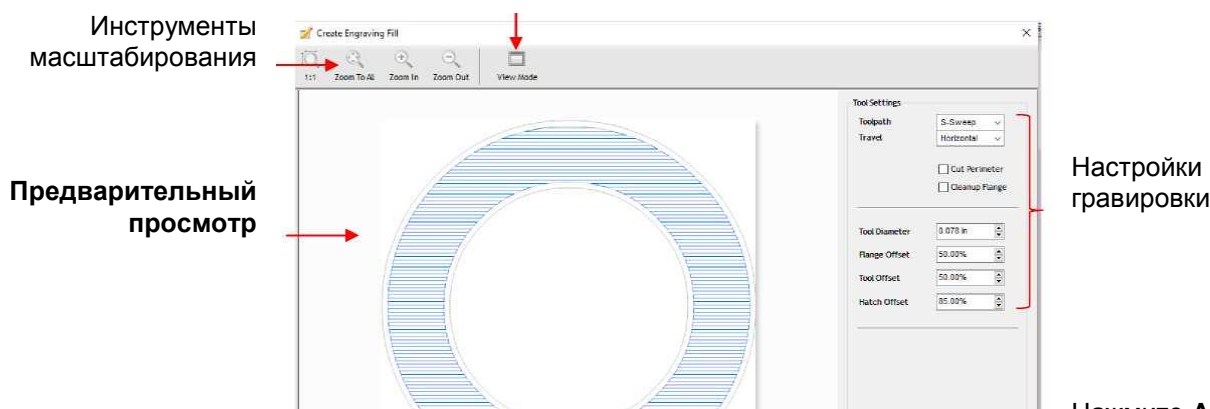 Инструменты
масштабирования
Create Engraving Fill
1:1 Zoom To All Zoom In Zoom Out View Mode
Предварительный
просмотр
Tool Settings
Toolpath S-Sweep
Travel Horizontal
Cut Perimeter
Cleanup Flange
Настройки
гравировки
Tool Diameter 0.078 in
Flange Offset 50.00%
Tool Offset 50.00%
Hatch Offset 85.00%